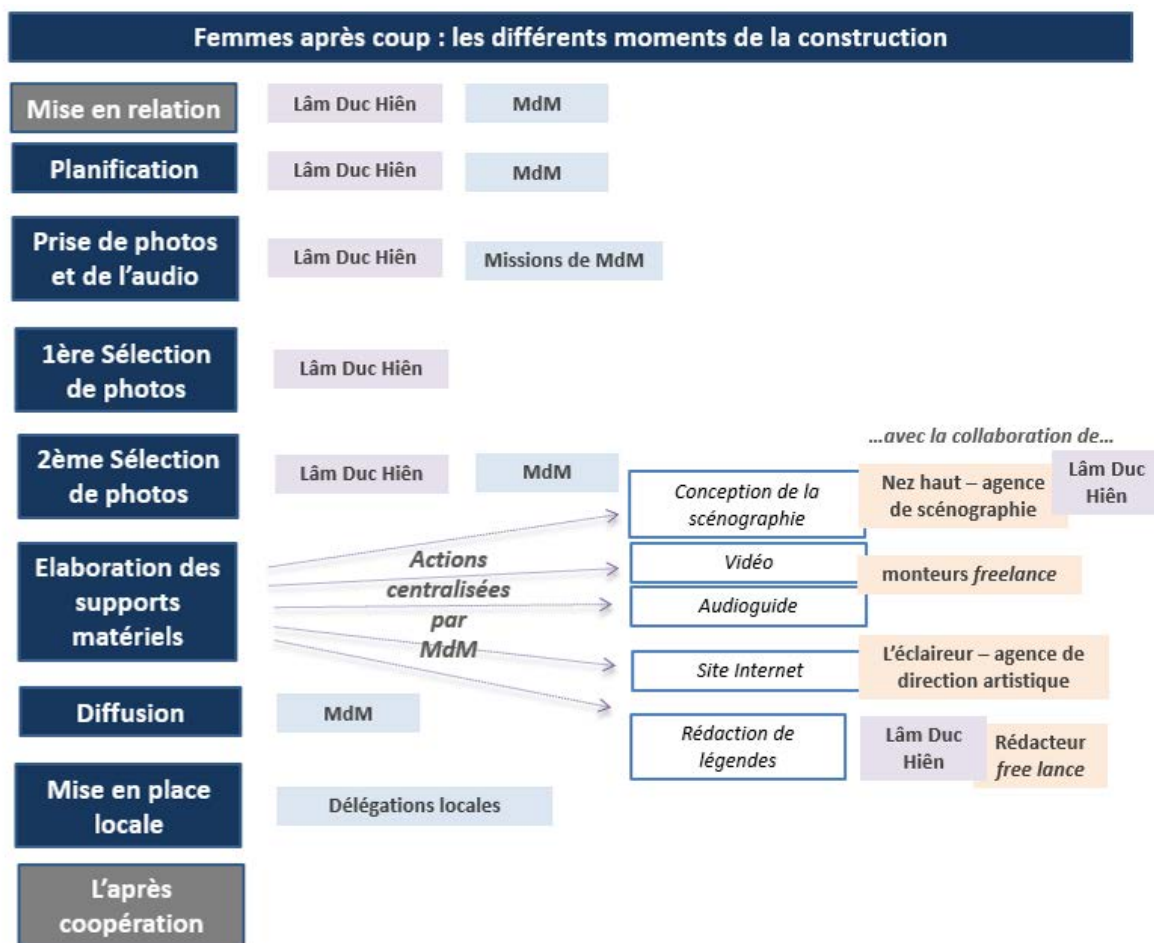 Femmes après coup : les différents moments de la construction
Mise en relation
Lâm Duc Hiên
MdM
Planification
Lâm Duc Hiên
MdM
Prise de photos
et de l'audio
Lâm Duc Hiên
Missions de MdM
1ère Sélection
de photos
Lâm Duc Hiên
2ème Sélection
de photos
Lâm Duc Hiên
MdM
...avec la collaboration de...
Conception de la
scénographie
Nez haut – agence
de scénographie
Lâm Duc
Hiên
Elaboration des
supports
matériels
Actions
centralisées
par
MdM
Vidéo
Audioguide
monteurs freelance
Site Internet
L'éclaireur – agence de
direction artistique
Diffusion
MdM
Rédaction de
légendes
Lâm Duc
Hiên
Rédacteur
free lance
Mise en place
locale
Délégations locales
L'après
coopération